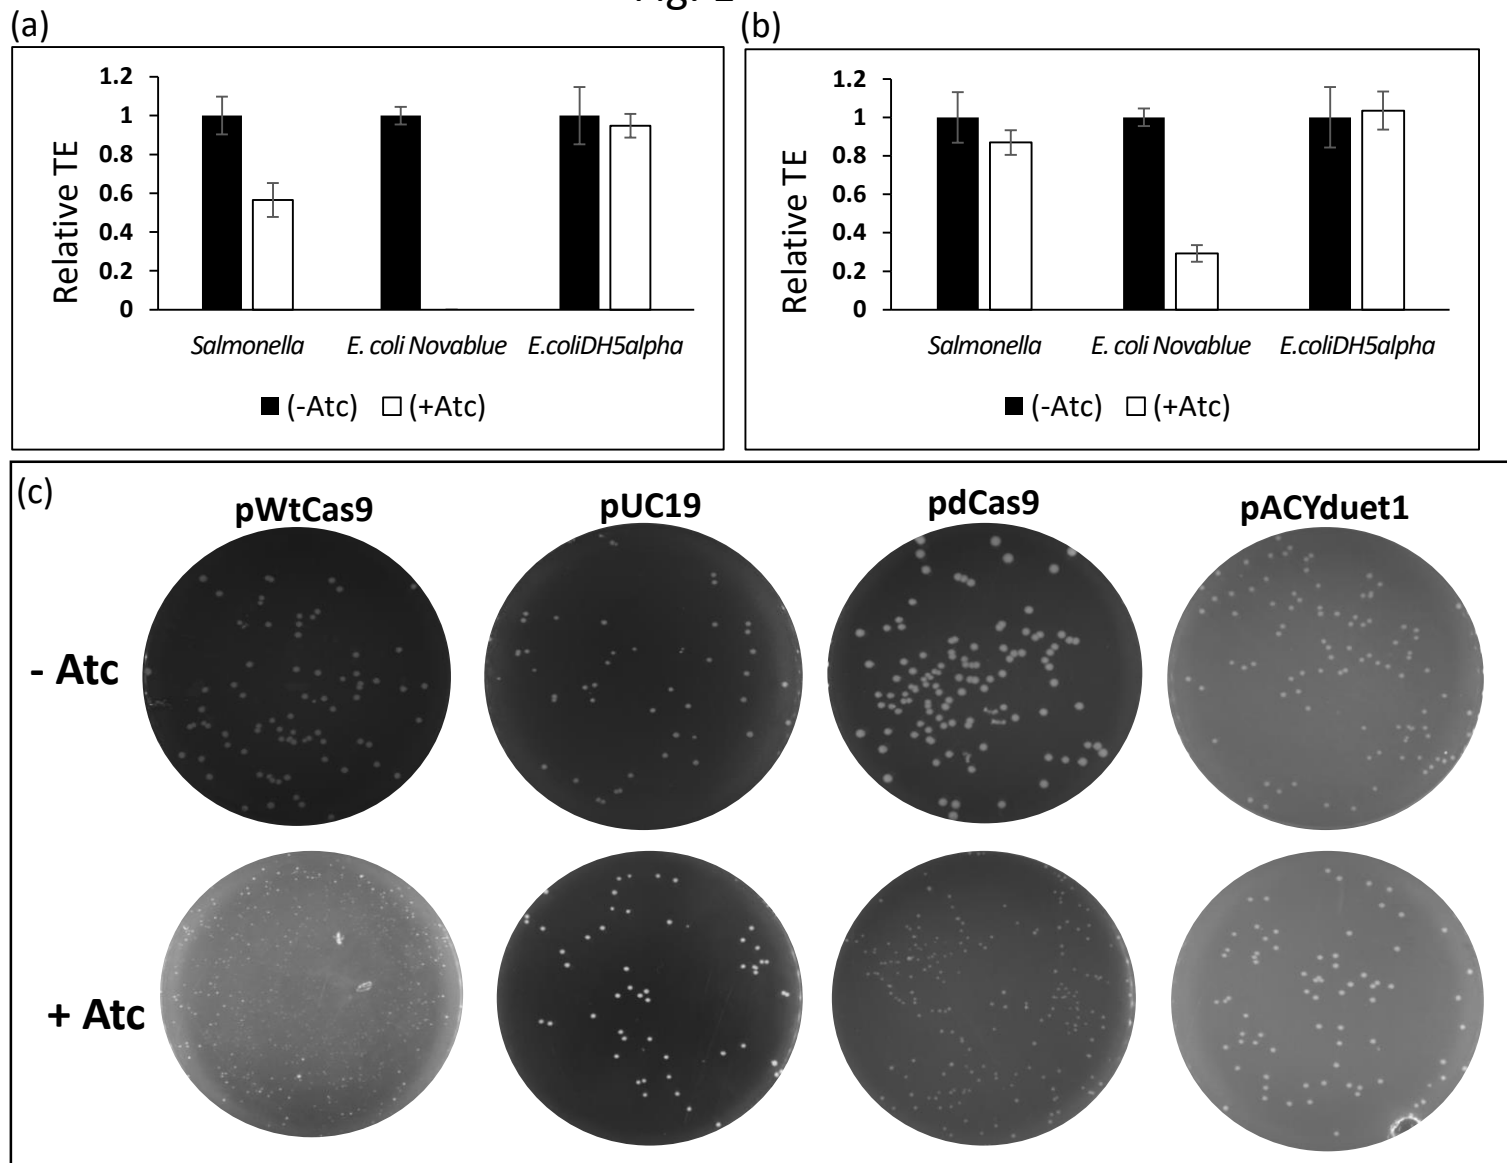 (a)
Relative TE
1.2
1
0.8
0.6
0.4
0.2
0
Salmonella
E. coli Novablue
E.coliDH5alpha
(-Atc)
(+Atc)
(b)
Relative TE
1.2
1
0.8
0.6
0.4
0.2
0
Salmonella
E. coli Novablue
E.coliDH5alpha
(-Atc)
(+Atc)
(c)
pWtCas9
pUC19
pdCas9
pACYduet1
- Atc
+ Atc